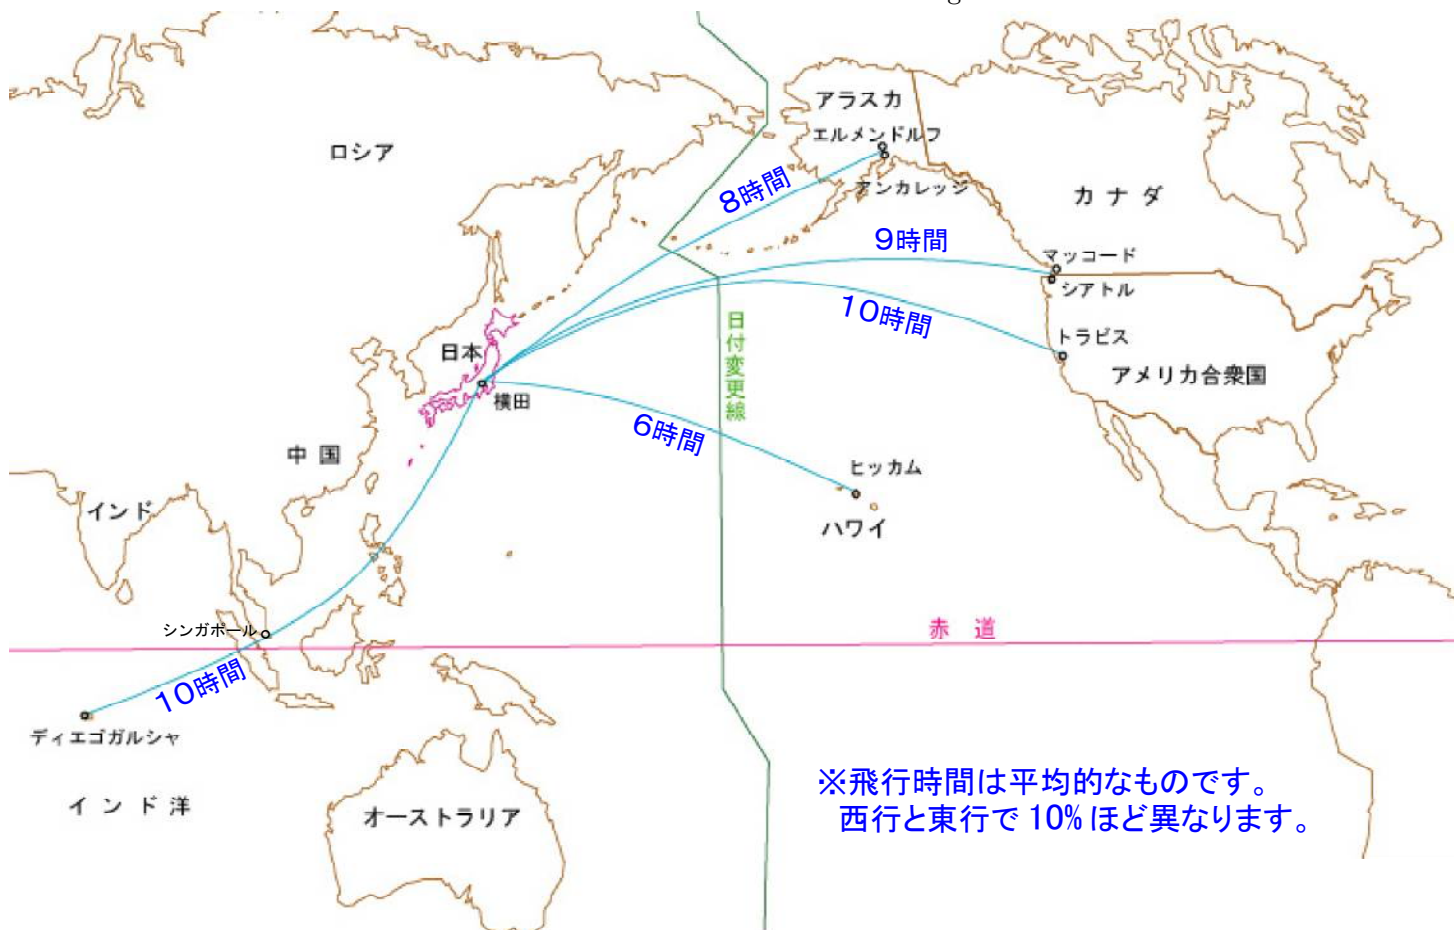 g
アラスカ
エルメンドルフ
ロシア
8時間
アンカレッジ
カナダ
9時間
マッコード
シアトル
10時間
日付変更線
トラビス
日本
アメリカ合衆国
横田
6時間
中国
ヒッカム
インド
ハワイ
シンガポール
赤道
10時間
ディエゴガルシャ
※飛行時間は平均的なものです。
西行と東行で10%ほど異なります。
インド洋
オーストラリア